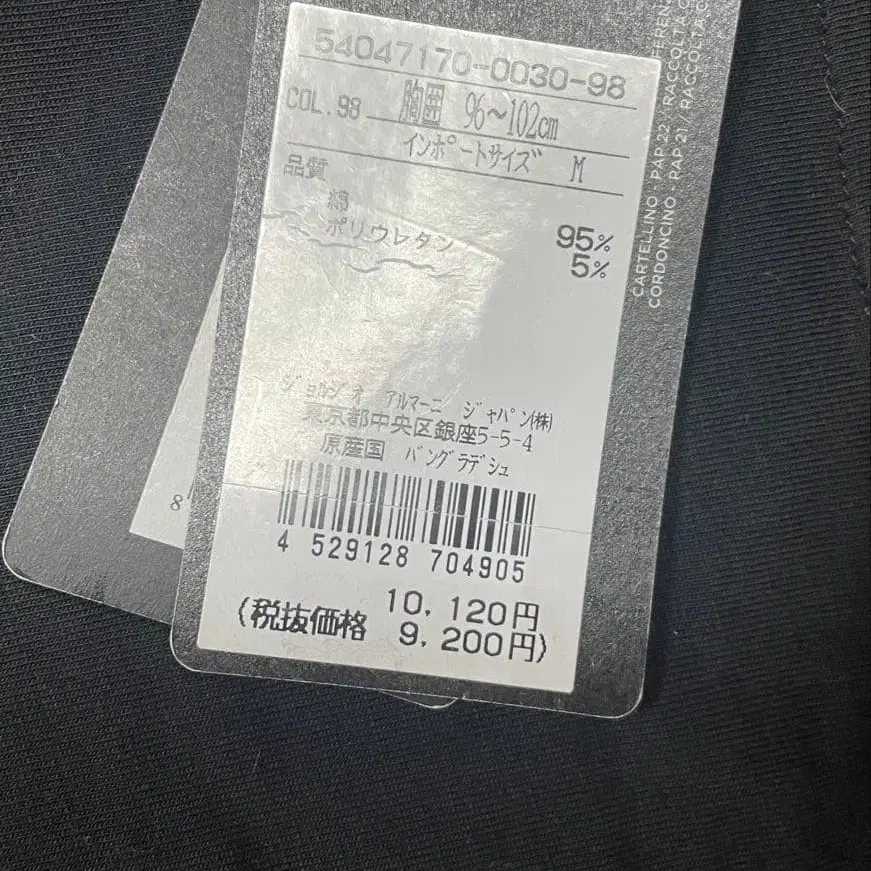 54047170-0030-98
COL.98 胸囲 96〜102cm
インポートサイズ M
品質
綿 95%
ポリウレタン 5%
ジョルジオ アルマーニ ジャパン(株)
東京都中央区銀座5-5-4
原産国 バングラデシュ
4 529128 704905
10,120円
(税抜価格 9,200円)
CARTELLINO - PAP 22 - RACCOLTA
CORDONCINO - PAP 21 / RACCOLTA
8